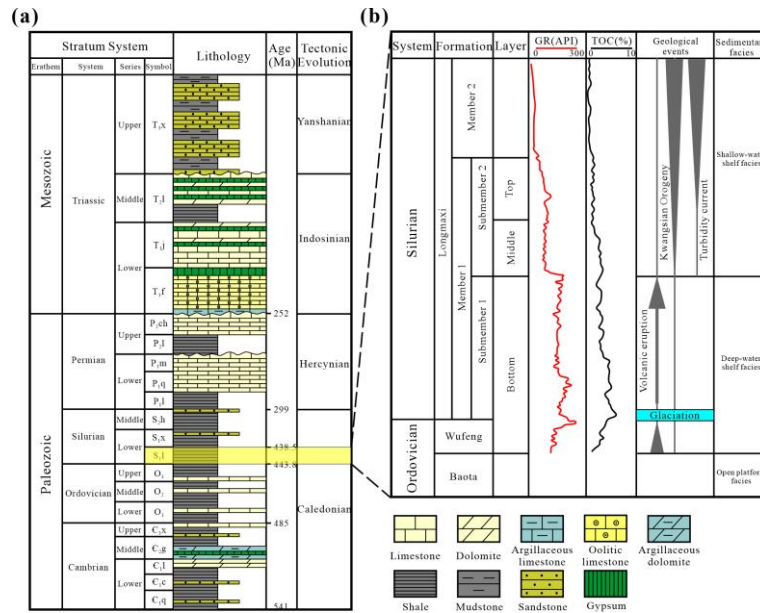 (a)
Stratum System
Lithology
Age (Ma)
Tectonic Evolution
Erathem
System
Series
Symbol
Mesozoic
Triassic
Upper
T₃x
Yanshanian
Middle
T₂l
Indosinian
Lower
T₁j
T₁f
252
Paleozoic
Permian
Upper
P₂ch
P₂l
Hercynian
Lower
P₁m
P₁q
P₁l
299
Silurian
Middle
S₂h
Lower
S₁x
438.5
S₁l
443.8
Ordovician
Upper
O₃
Middle
O₂
Lower
O₁
Caledonian
485
Cambrian
Upper
Є₃x
Middle
Є₂g
Lower
Є₁l
Є₁c
Є₁q
541
(b)
System
Formation
Layer
GR(API)
0 300
TOC(%)
0 10
Geological events
Sedimentary facies
Silurian
Longmaxi
Member 2
Member 1
Submember 2
Submember 1
Top
Middle
Bottom
Kwangsian Orogeny
Turbidity current
Volcanic eruption
Glaciation
Shallow-water shelf facies
Deep-water shelf facies
Ordovician
Wufeng
Baota
Open platform facies
Limestone
Dolomite
Argillaceous limestone
Oolitic limestone
Argillaceous dolomite
Shale
Mudstone
Sandstone
Gypsum